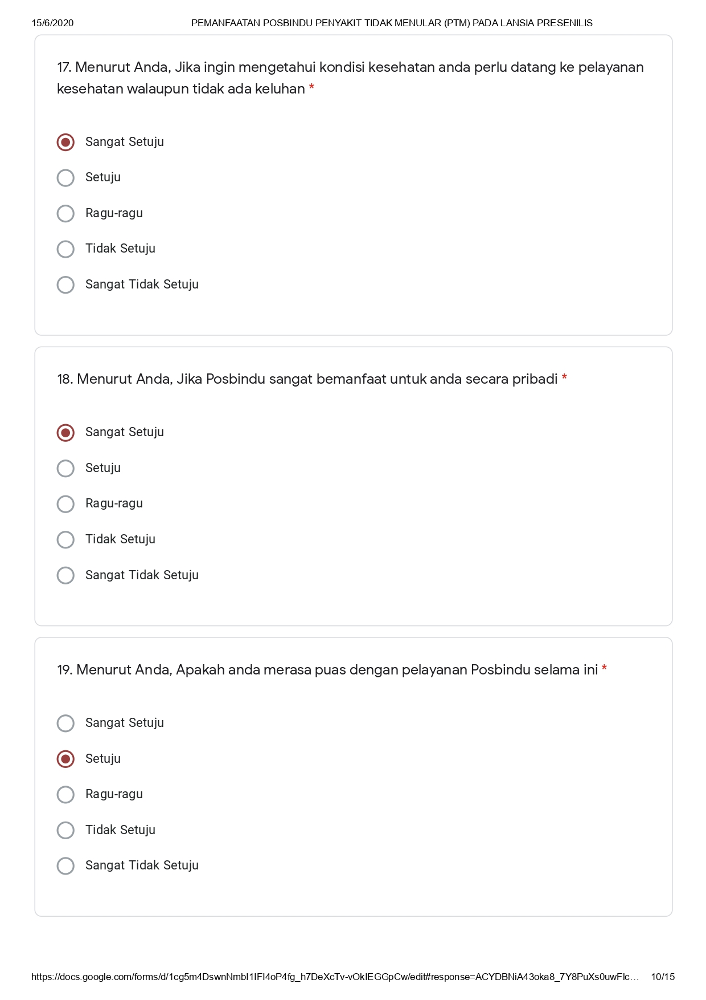 15/6/2020 PEMANFAATAN POSBINDU PENYAKIT TIDAK MENULAR (PTM) PADA LANSIA PRESENILIS
17. Menurut Anda, Jika ingin mengetahui kondisi kesehatan anda perlu datang ke pelayanan
kesehatan walaupun tidak ada keluhan *
Sangat Setuju
Setuju
Ragu-ragu
Tidak Setuju
Sangat Tidak Setuju
18. Menurut Anda, Jika Posbindu sangat bemanfaat untuk anda secara pribadi *
Sangat Setuju
Setuju
Ragu-ragu
Tidak Setuju
Sangat Tidak Setuju
19. Menurut Anda, Apakah anda merasa puas dengan pelayanan Posbindu selama ini *
Sangat Setuju
Setuju
Ragu-ragu
Tidak Setuju
Sangat Tidak Setuju
https://docs.google.com/forms/d/1cg5m4DswnNmbI1IFI4oP4fg_h7DeXcTv-vOkIEGGpCw/edit#response=ACYDBNiA43oka8_7Y8PuXs0uwFIc… 10/15